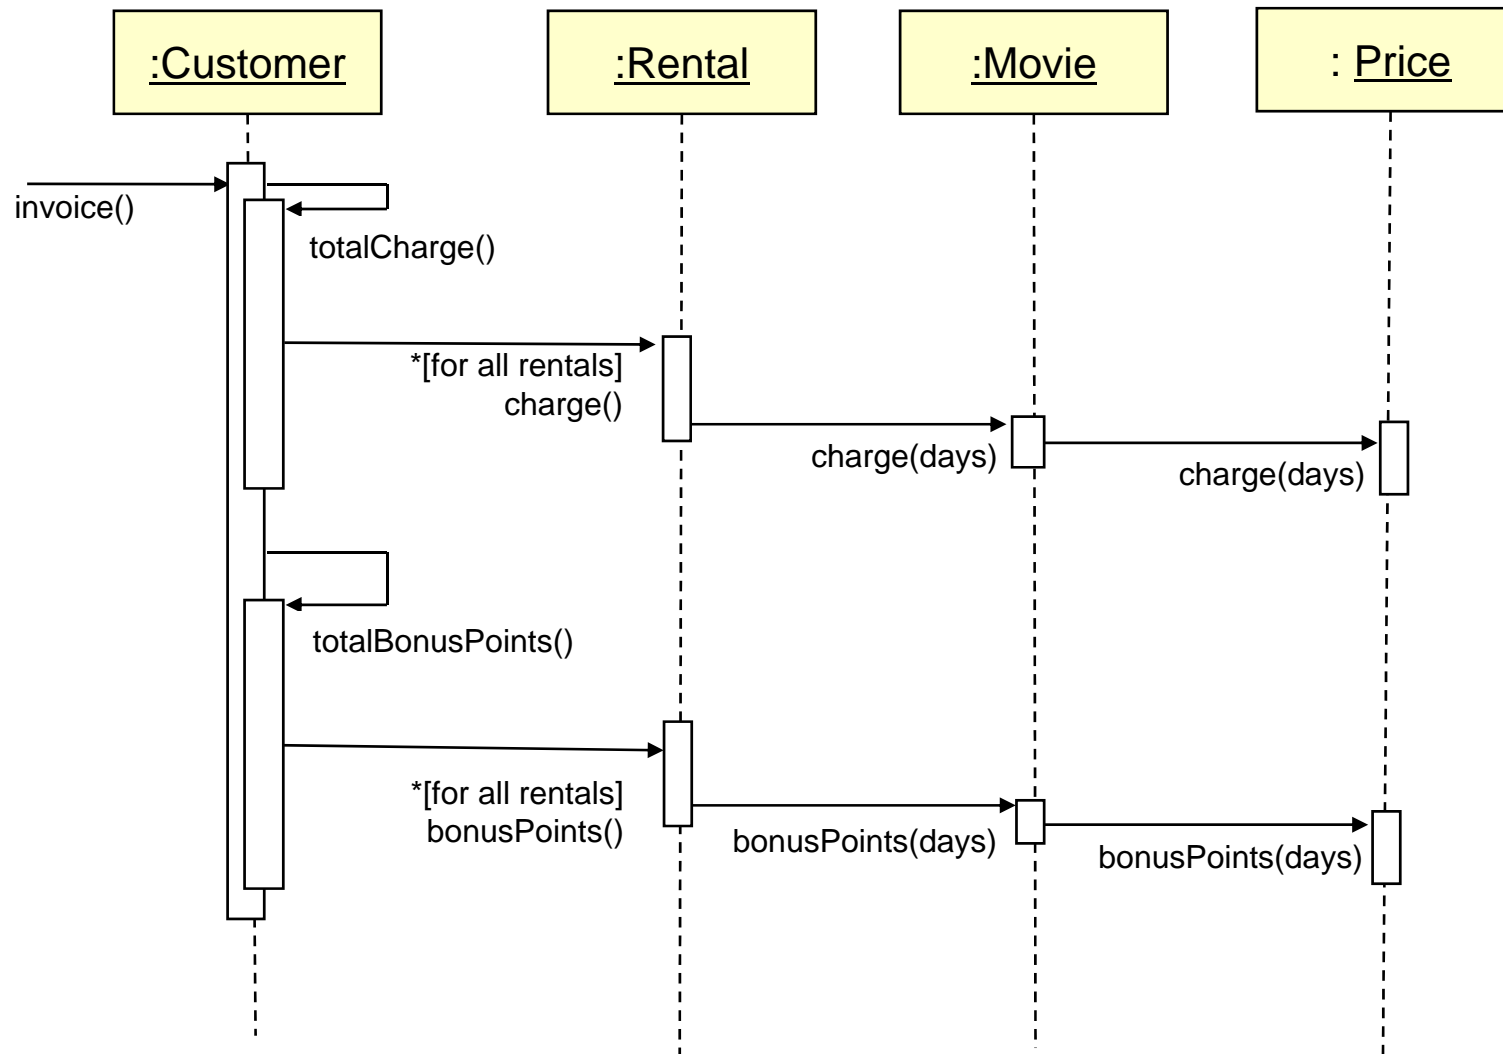 :Customer
:Rental
:Movie
: Price
invoice()
totalCharge()
*[for all rentals]
charge()
charge(days)
charge(days)
totalBonusPoints()
*[for all rentals]
bonusPoints()
bonusPoints(days)
bonusPoints(days)